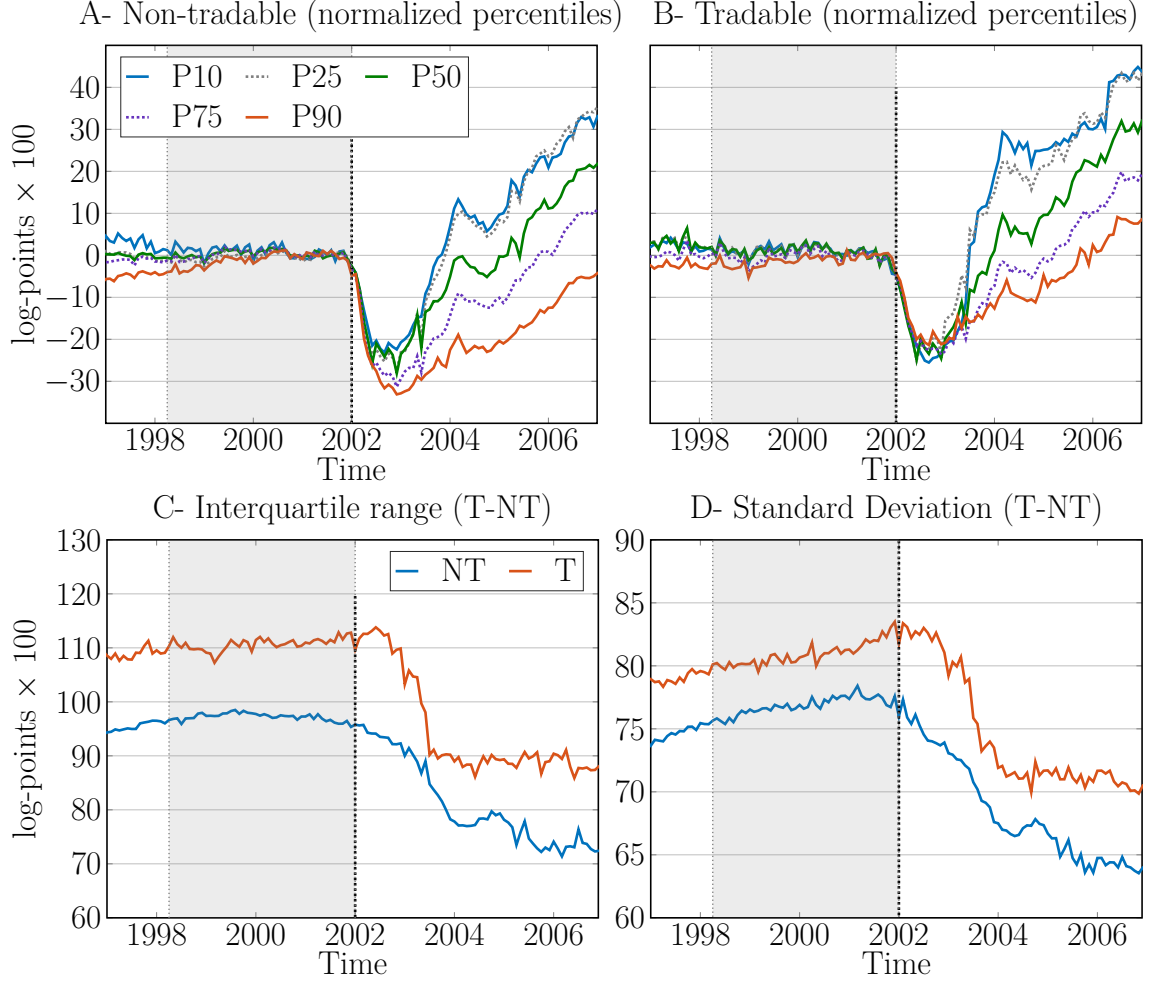 A- Non-tradable (normalized percentiles)
B- Tradable (normalized percentiles)
P10 P25 P50
P75 P90
log-points × 100
40
30
20
10
0
−10
−20
−30
1998 2000 2002 2004 2006
Time
1998 2000 2002 2004 2006
Time
C- Interquartile range (T-NT)
D- Standard Deviation (T-NT)
NT T
log-points × 100
130
120
110
100
90
80
70
60
1998 2000 2002 2004 2006
Time
90
85
80
75
70
65
60
1998 2000 2002 2004 2006
Time